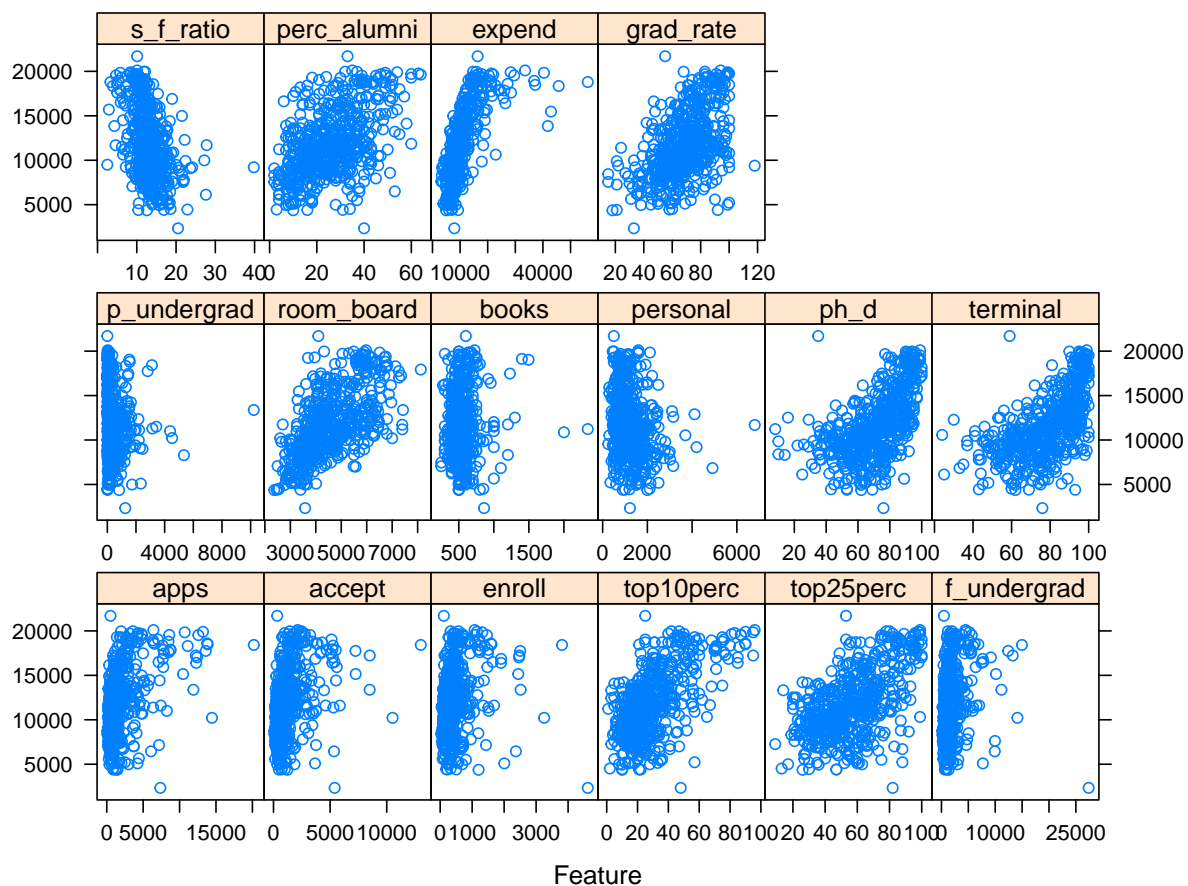 s_f_ratio perc_alumni expend grad_rate
20000
15000
10000
5000
10 20 30 40 0 20 40 60 10000 40000 20 40 60 80 120
p_undergrad room_board books personal ph_d terminal
20000
15000
10000
5000
0 4000 8000 3000 5000 7000 500 1500 0 2000 6000 20 60 100 20 40 60 80 100
apps accept enroll top10perc top25perc f_undergrad
20000
15000
10000
5000
0 5000 15000 0 5000 10000 0 1000 3000 0 20 40 60 80 100 20 40 60 80 100 0 10000 25000
Feature